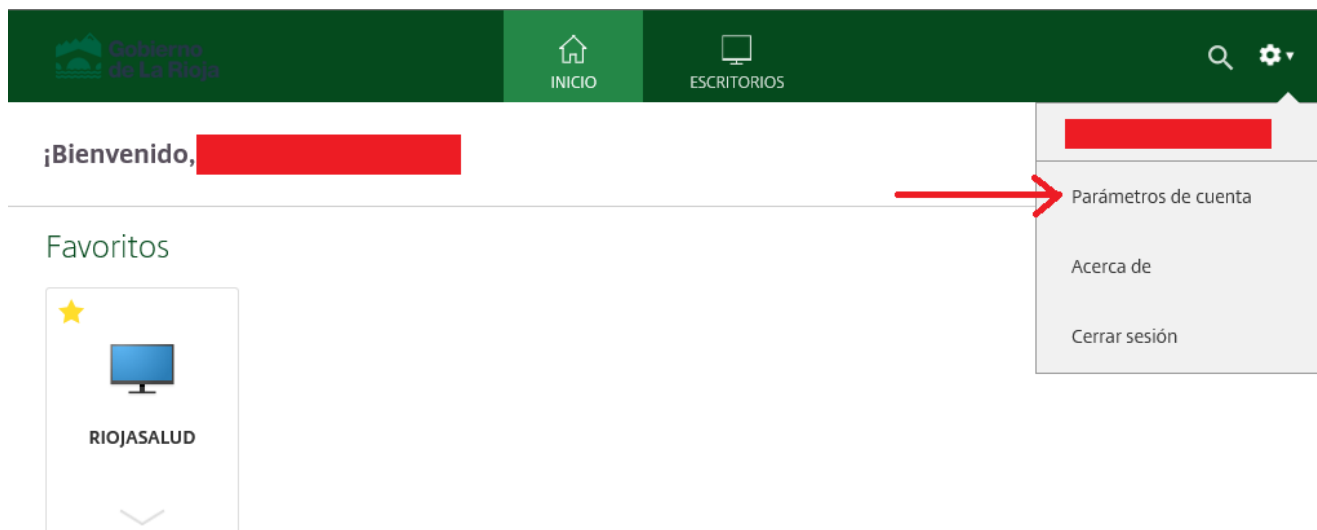 Gobierno
de La Rioja
INICIO
ESCRITORIOS
¡Bienvenido,
Parámetros de cuenta
Favoritos
Acerca de
Cerrar sesión
RIOJASALUD